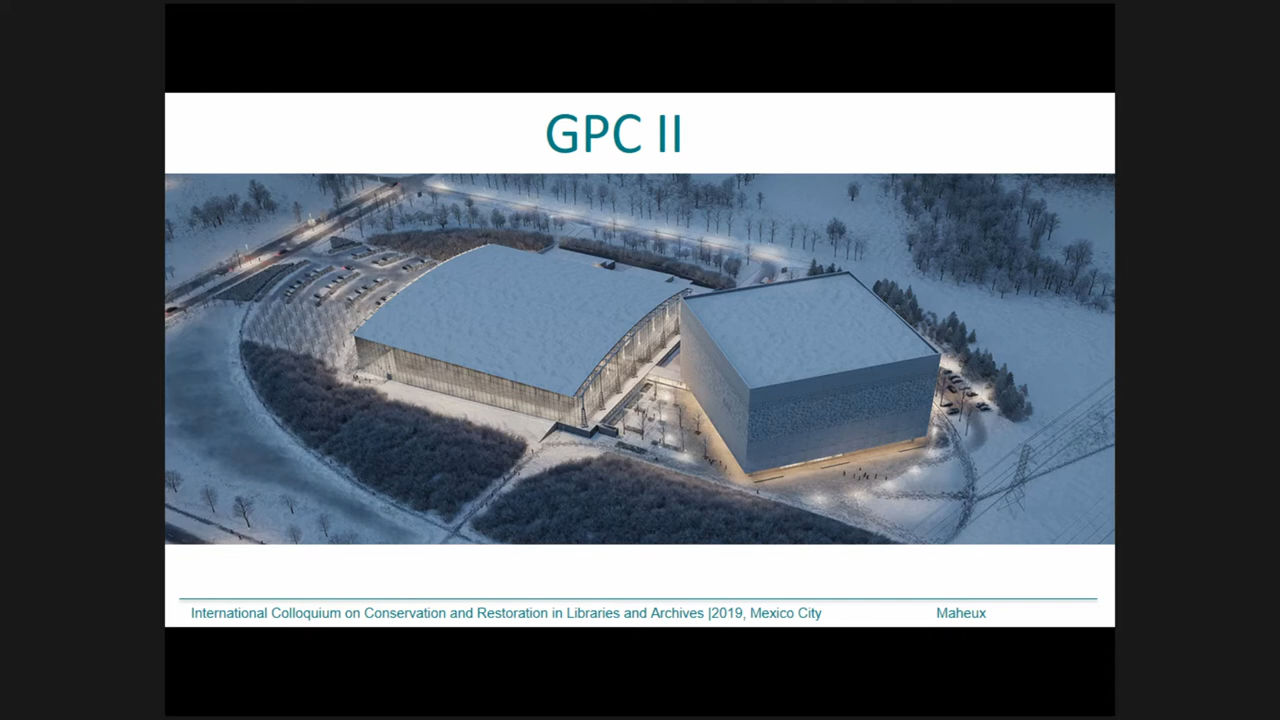 GPC II
International Colloquium on Conservation and Restoration in Libraries and Archives |2019, Mexico City
Maheux